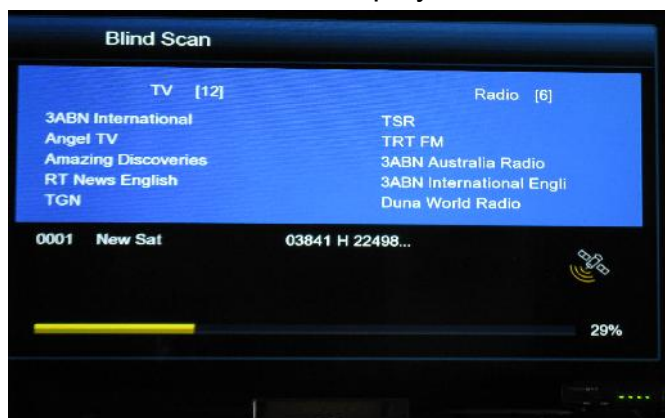 Blind Scan
TV [12]
3ABN International
Angel TV
Amazing Discoveries
RT News English
TGN
Radio [6]
TSR
TRT FM
3ABN Australia Radio
3ABN International Engli
Duna World Radio
0001 New Sat 03841 H 22498...
29%